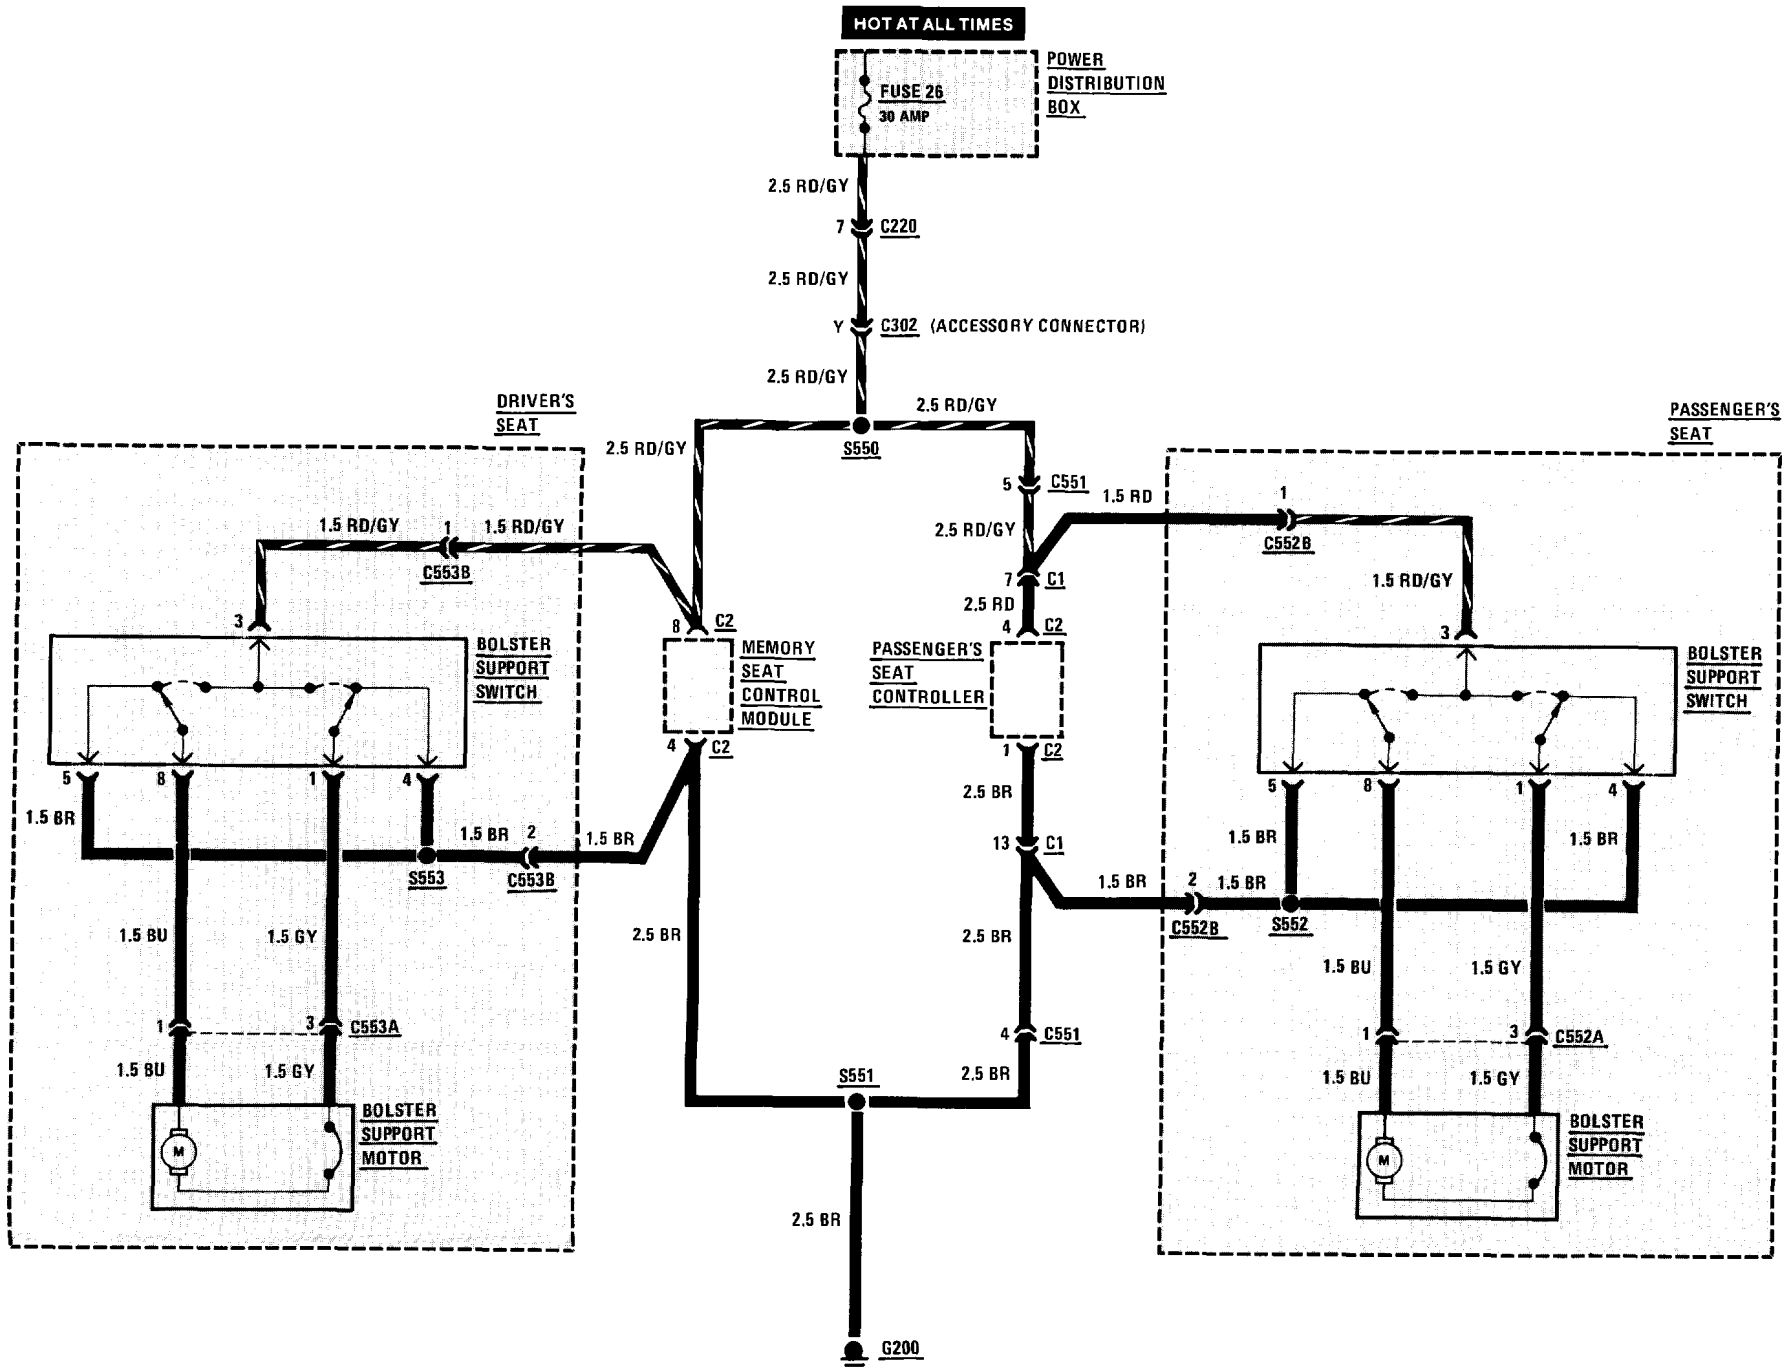 HOT AT ALL TIMES
POWER
DISTRIBUTION
BOX
FUSE 26
30 AMP
2.5 RD/GY
7 C220
2.5 RD/GY
Y C302 (ACCESSORY CONNECTOR)
2.5 RD/GY
2.5 RD/GY
S550
2.5 RD/GY
DRIVER'S
SEAT
1.5 RD/GY 1 1.5 RD/GY
C553B
3
8 C2
BOLSTER
SUPPORT
SWITCH
MEMORY
SEAT
CONTROL
MODULE
4 C2
5 8 1 4
1.5 BR
1.5 BR 2 1.5 BR
S553 C553B
1.5 BU 1.5 GY
2.5 BR
1 3 C553A
1.5 BU 1.5 GY
BOLSTER
SUPPORT
MOTOR
M
5 C551
2.5 RD/GY
7 C1
2.5 RD
4 C2
PASSENGER'S
SEAT
CONTROLLER
1 C2
2.5 BR
13 C1
2.5 BR
4 C551
2.5 BR
S551
2.5 BR
G200
PASSENGER'S
SEAT
1.5 RD 1
C552B
1.5 RD/GY
3
BOLSTER
SUPPORT
SWITCH
5 8 1 4
1.5 BR 1.5 BR
1.5 BR 2 1.5 BR
C552B S552
1.5 BU 1.5 GY
1 3 C552A
1.5 BU 1.5 GY
BOLSTER
SUPPORT
MOTOR
M